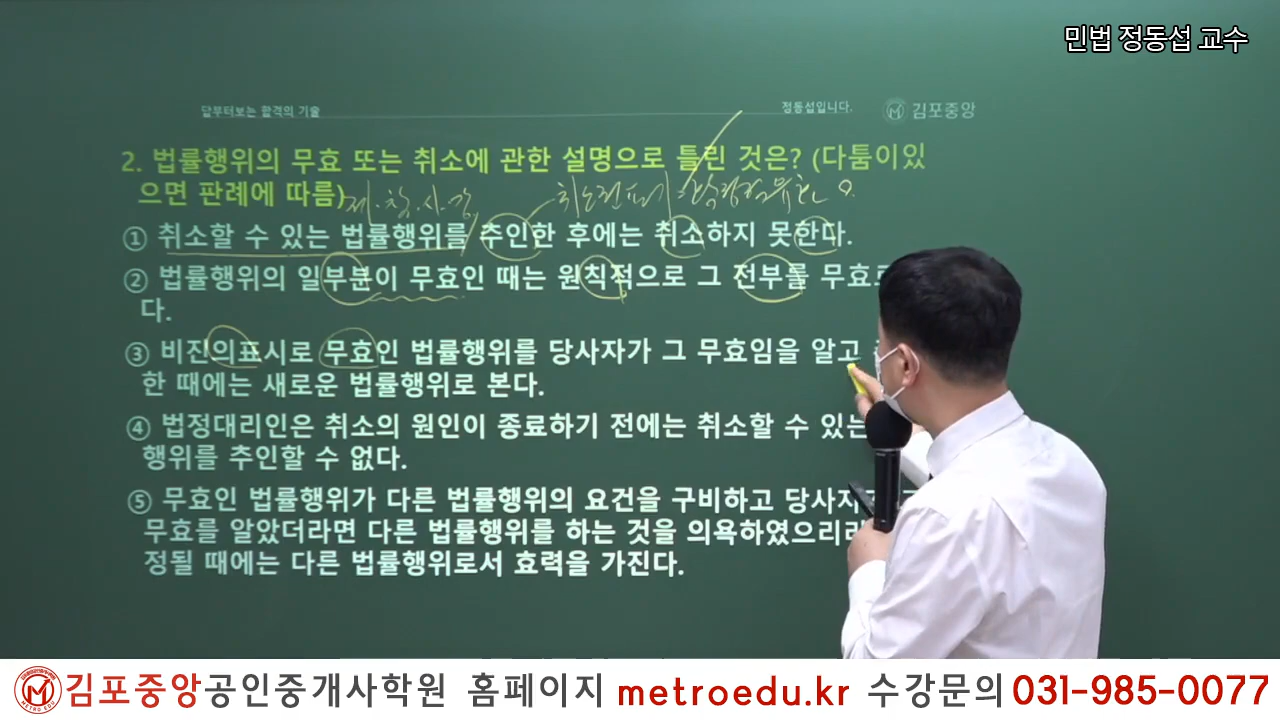 민법 정동섭 교수
답부터보는 합격의 기술
정동섭입니다.
김포중앙
2. 법률행위의 무효 또는 취소에 관한 설명으로 틀린 것은? (다툼이있
으면 판례에 따름)
제.착.사.강
① 취소할 수 있는 법률행위를 추인한 후에는 취소하지 못한다.
② 법률행위의 일부분이 무효인 때는 원칙적으로 그 전부를 무효로
다.
③ 비진의표시로 무효인 법률행위를 당사자가 그 무효임을 알고
한 때에는 새로운 법률행위로 본다.
④ 법정대리인은 취소의 원인이 종료하기 전에는 취소할 수 있는
행위를 추인할 수 없다.
⑤ 무효인 법률행위가 다른 법률행위의 요건을 구비하고 당사자가
무효를 알았더라면 다른 법률행위를 하는 것을 의욕하였으리라
정될 때에는 다른 법률행위로서 효력을 가진다.
METRO EDU
김포중앙공인중개사학원 홈페이지 metroedu.kr 수강문의 031-985-0077